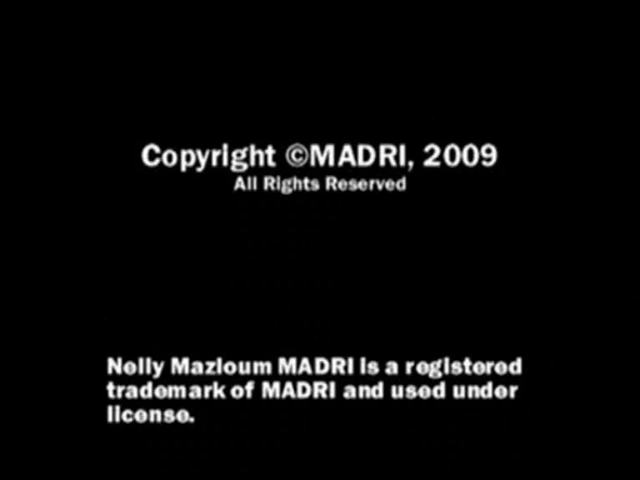 Copyright ©MADRI, 2009
All Rights Reserved
Nelly Mazloum MADRI is a registered
trademark of MADRI and used under
license.